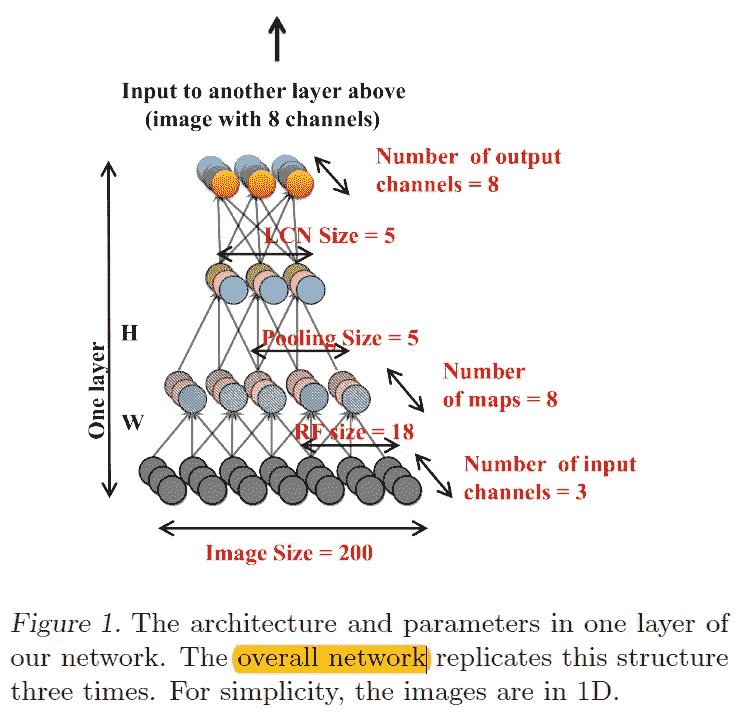 Input to another layer above
(image with 8 channels)
Number of output
channels = 8
LCN Size = 5
One layer
H
Pooling Size = 5
Number
of maps = 8
W
RF size = 18
Number of input
channels = 3
Image Size = 200
Figure 1. The architecture and parameters in one layer of
our network. The overall network replicates this structure
three times. For simplicity, the images are in 1D.